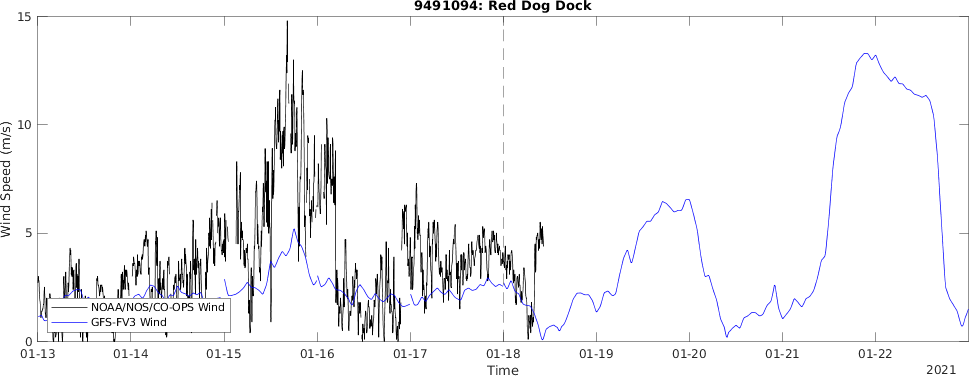 9491094: Red Dog Dock
15
10
5
0
Wind Speed (m/s)
NOAA/NOS/CO-OPS Wind
GFS-FV3 Wind
01-13 01-14 01-15 01-16 01-17 01-18 01-19 01-20 01-21 01-22
Time
2021